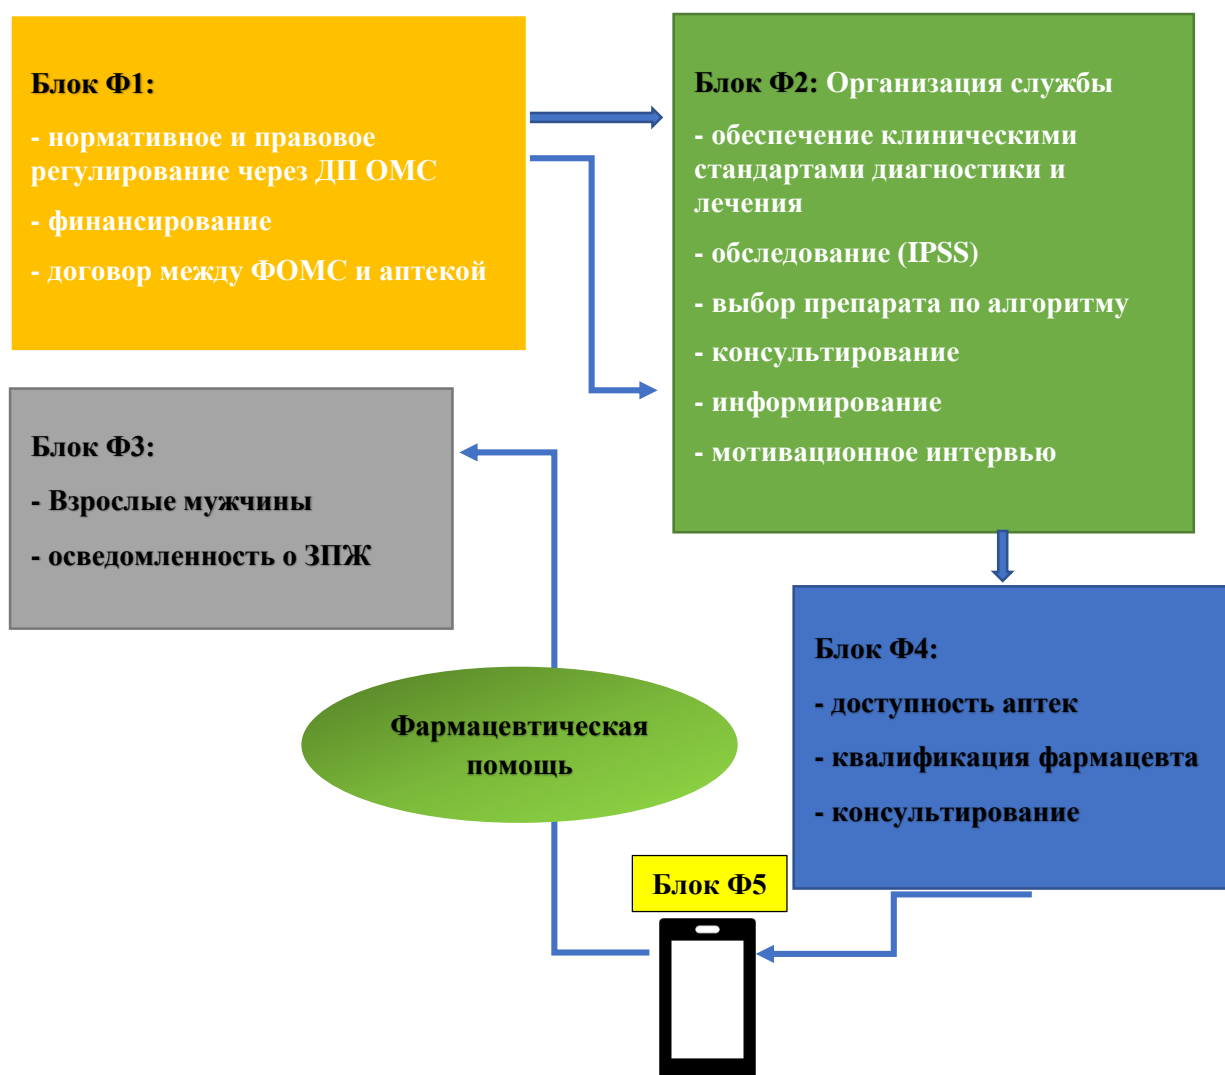 Блок Ф1:
- нормативное и правовое
регулирование через ДП ОМС
- финансирование
- договор между ФОМС и аптекой
Блок Ф2: Организация службы
- обеспечение клиническими
стандартами диагностики и
лечения
- обследование (IPSS)
- выбор препарата по алгоритму
- консультирование
- информирование
- мотивационное интервью
Блок Ф3:
- Взрослые мужчины
- осведомленность о ЗПЖ
Блок Ф4:
- доступность аптек
- квалификация фармацевта
- консультирование
Фармацевтическая
помощь
Блок Ф5